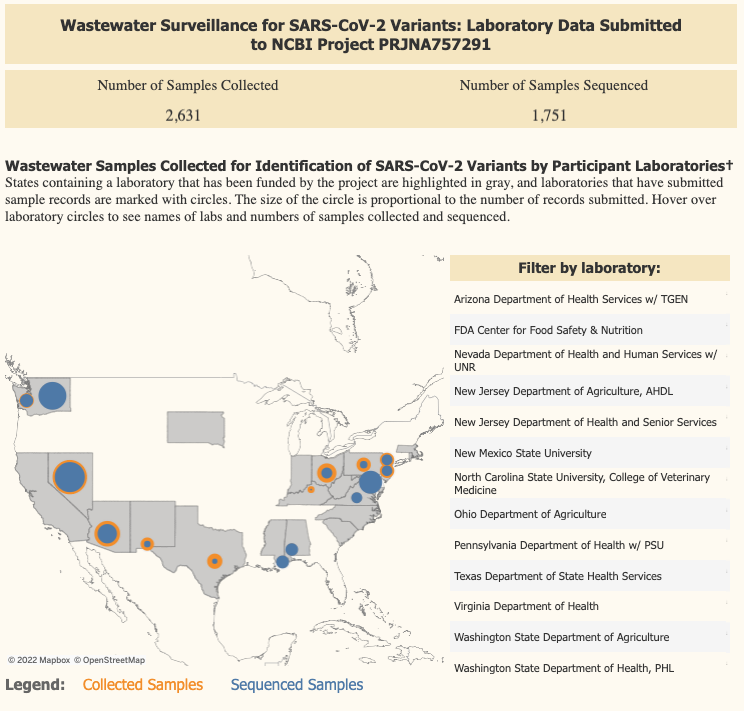 Wastewater Surveillance for SARS-CoV-2 Variants: Laboratory Data Submitted
to NCBI Project PRJNA757291
Number of Samples Collected
Number of Samples Sequenced
2,631
1,751
Wastewater Samples Collected for Identification of SARS-CoV-2 Variants by Participant Laboratories†
States containing a laboratory that has been funded by the project are highlighted in gray, and laboratories that have submitted
sample records are marked with circles. The size of the circle is proportional to the number of records submitted. Hover over
laboratory circles to see names of labs and numbers of samples collected and sequenced.
Filter by laboratory:
Arizona Department of Health Services w/ TGEN
FDA Center for Food Safety & Nutrition
Nevada Department of Health and Human Services w/
UNR
New Jersey Department of Agriculture, AHDL
New Jersey Department of Health and Senior Services
New Mexico State University
North Carolina State University, College of Veterinary
Medicine
Ohio Department of Agriculture
Pennsylvania Department of Health w/ PSU
Texas Department of State Health Services
Virginia Department of Health
Washington State Department of Agriculture
Washington State Department of Health, PHL
© 2022 Mapbox © OpenStreetMap
Legend: Collected Samples Sequenced Samples